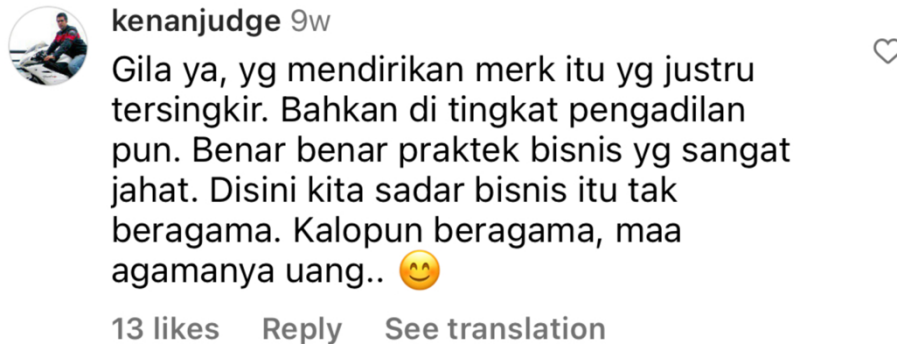 kenanjudge 9w
Gila ya, yg mendirikan merk itu yg justru
tersingkir. Bahkan di tingkat pengadilan
pun. Benar benar praktek bisnis yg sangat
jahat. Disini kita sadar bisnis itu tak
beragama. Kalopun beragama, maa
agamanya uang.. 😊
13 likes Reply See translation